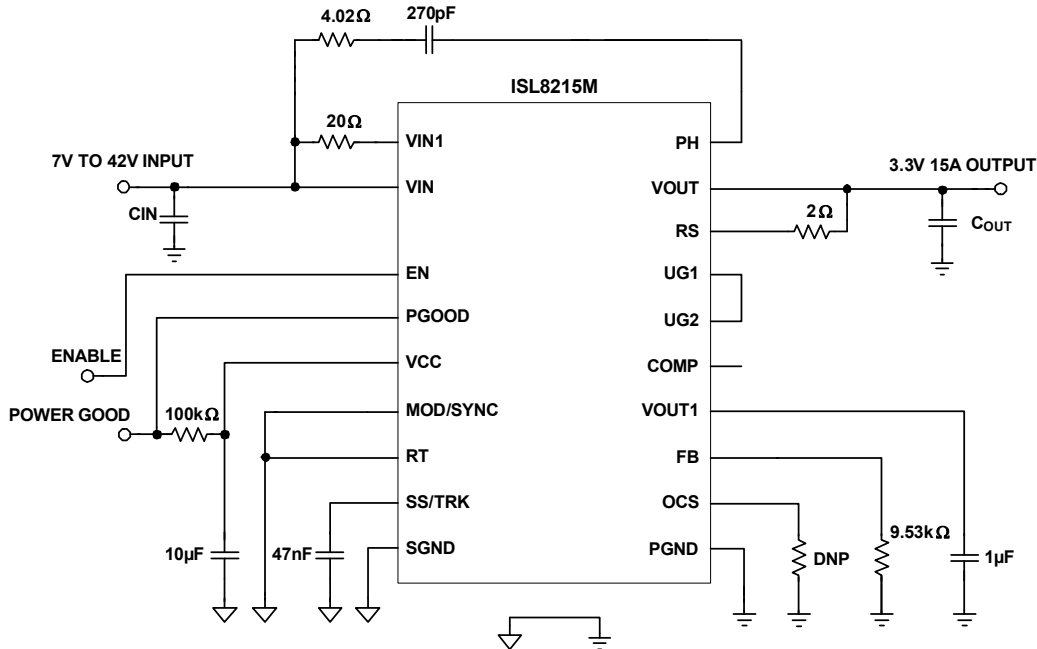 4.02Ω
270pF
ISL8215M
20Ω
VIN1
PH
7V TO 42V INPUT
3.3V 15A OUTPUT
VIN
VOUT
CIN
2Ω
COUT
RS
EN
UG1
PGOOD
UG2
ENABLE
VCC
COMP
POWER GOOD
100kΩ
MOD/SYNC
VOUT1
RT
FB
SS/TRK
OCS
9.53kΩ
10µF
47nF
SGND
PGND
DNP
1µF